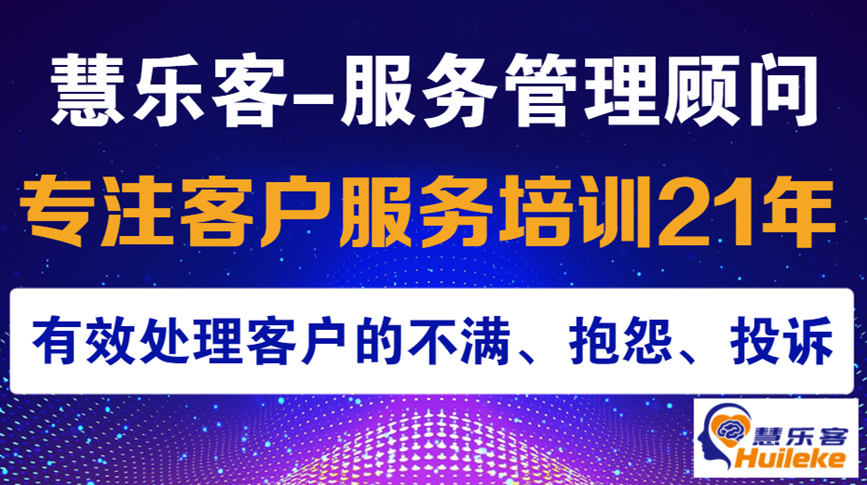 慧乐客-服务管理顾问
专注客户服务培训21年
有效处理客户的不满、抱怨、投诉
慧乐客
Huileke